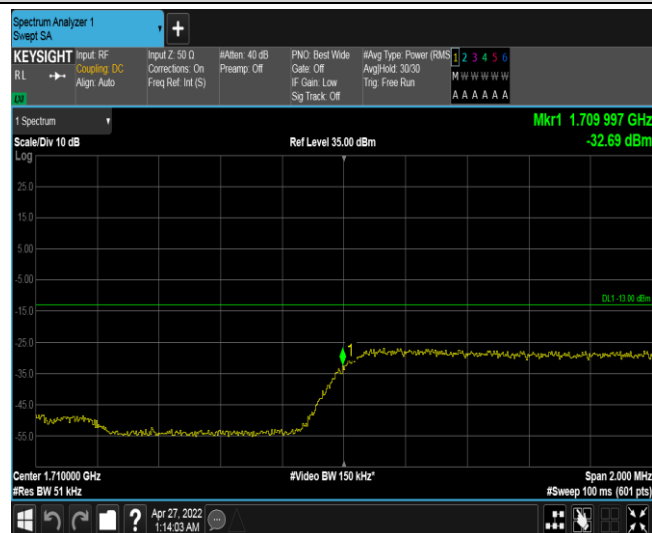 Spectrum Analyzer 1
Swept SA
+
KEYSIGHT
RL
Input: RF
Coupling: DC
Align: Auto
Input Z: 50 Ω
Corrections: On
Freq Ref: Int (S)
#Atten: 40 dB
Preamp: Off
PNO: Best Wide
Gate: Off
IF Gain: Low
Sig Track: Off
#Avg Type: Power (RMS
Avg|Hold: 30/30
Trig: Free Run
1 2 3 4 5 6
M W W W W W
A A A A A A
1 Spectrum
Mkr1 1.709 997 GHz
Scale/Div 10 dB
Ref Level 35.00 dBm
-32.69 dBm
Log
25.0
15.0
5.00
-5.00
DL1 -13.00 dBm
-15.0
-25.0
1
-35.0
-45.0
-55.0
Center 1.710000 GHz
#Video BW 150 kHz*
Span 2.000 MHz
#Res BW 51 kHz
#Sweep 100 ms (601 pts)
?
Apr 27, 2022
1:14:03 AM